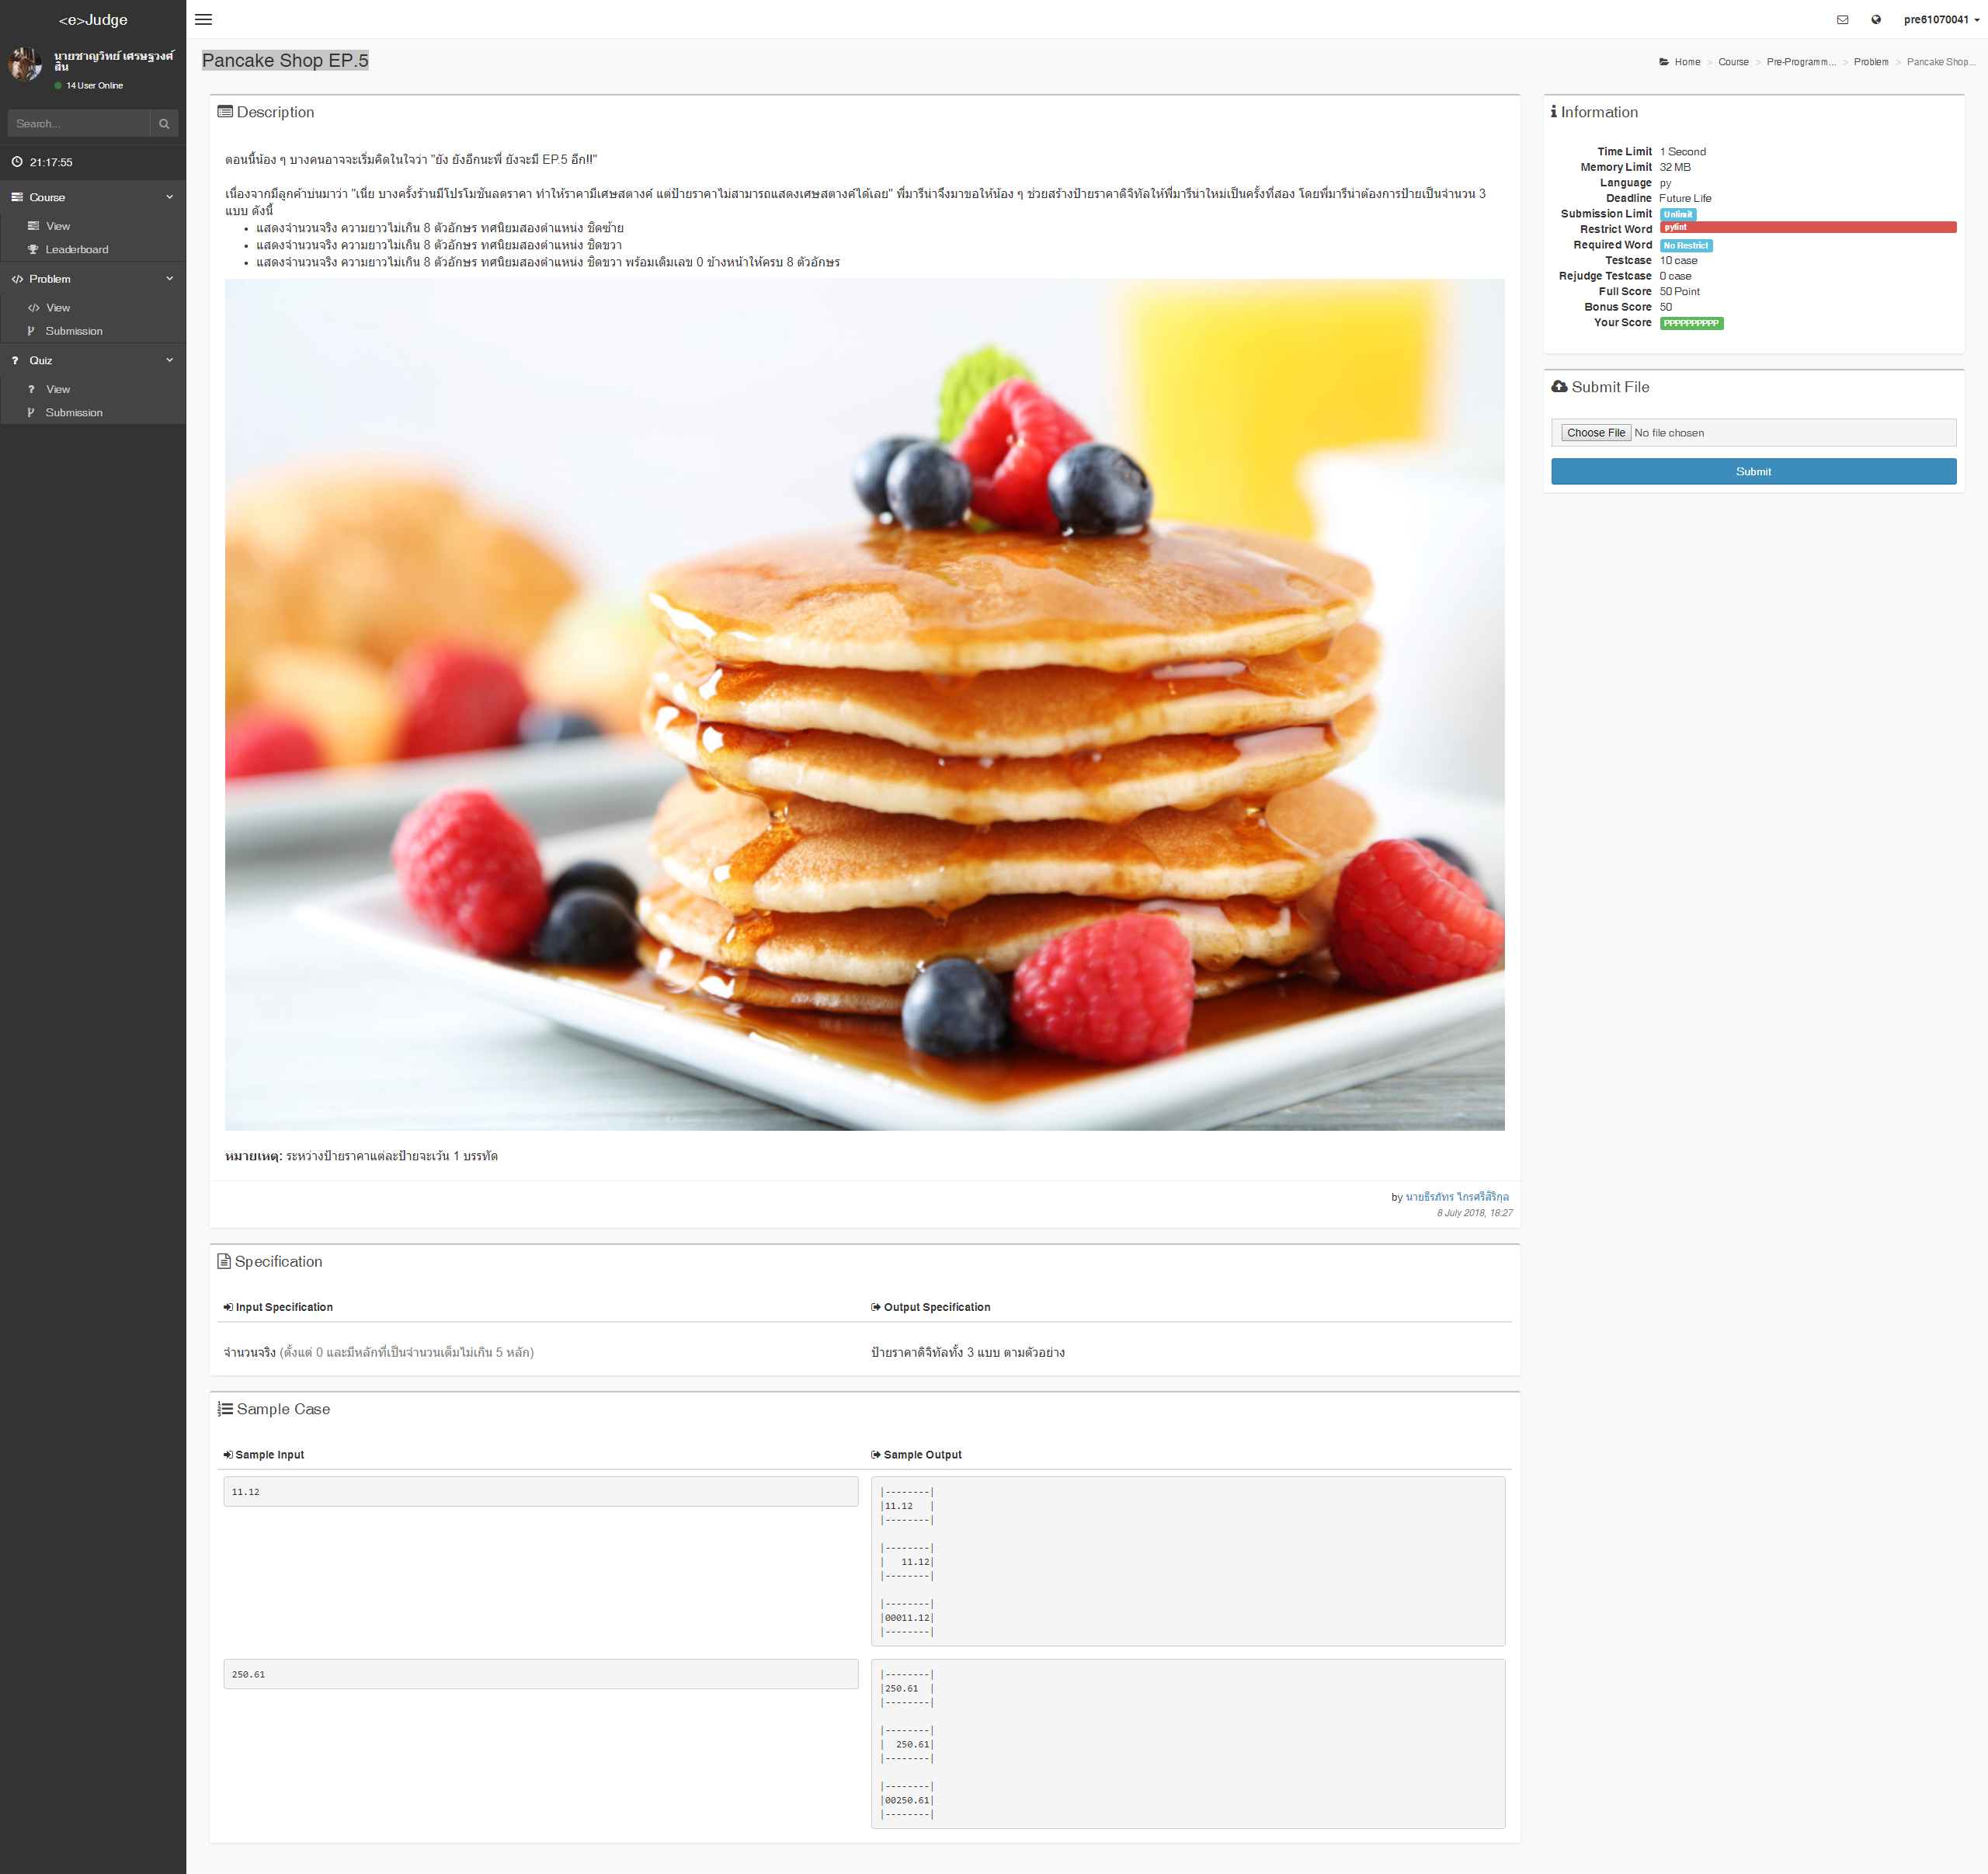 <e>Judge
pre61070041
นายชาญวิทย์ เศรษฐวงศ์
สิน
14 User Online
Search...
21:17:55
Course
View
Leaderboard
Problem
View
Submission
Quiz
View
Submission
Pancake Shop EP.5
Home > Course > Pre-Programm... > Problem > Pancake Shop...
Description
ตอนนี้น้อง ๆ บางคนอาจจะเริ่มคิดในใจว่า "ยัง ยังอีกนะพี่ ยังจะมี EP.5 อีก!!"
เนื่องจากมีลูกค้าบ่นมาว่า "เนี่ย บางครั้งร้านมีโปรโมชันลดราคา ทำให้ราคามีเศษสตางค์ แต่ป้ายราคาไม่สามารถแสดงเศษสตางค์ได้เลย" พี่มารีน่าจึงมาขอให้น้อง ๆ ช่วยสร้างป้ายราคาดิจิทัลให้พี่มารีน่าใหม่เป็นครั้งที่สอง โดยพี่มารีน่าต้องการป้ายเป็นจำนวน 3
แบบ ดังนี้
• แสดงจำนวนจริง ความยาวไม่เกิน 8 ตัวอักษร ทศนิยมสองตำแหน่ง ชิดซ้าย
• แสดงจำนวนจริง ความยาวไม่เกิน 8 ตัวอักษร ทศนิยมสองตำแหน่ง ชิดขวา
• แสดงจำนวนจริง ความยาวไม่เกิน 8 ตัวอักษร ทศนิยมสองตำแหน่ง ชิดขวา พร้อมเติมเลข 0 ข้างหน้าให้ครบ 8 ตัวอักษร
หมายเหตุ: ระหว่างป้ายราคาแต่ละป้ายจะเว้น 1 บรรทัด
by นายธีรภัทร ไกรศรีสิริกุล
8 July 2018, 18:27
Information
Time Limit 1 Second
Memory Limit 32 MB
Language py
Deadline Future Life
Submission Limit Unlimit
Restrict Word pylint
Required Word No Restrict
Testcase 10 case
Rejudge Testcase 0 case
Full Score 50 Point
Bonus Score 50
Your Score PPPPPPPPPP
Submit File
Choose File No file chosen
Submit
Specification
Input Specification
จำนวนจริง (ตั้งแต่ 0 และมีหลักที่เป็นจำนวนเต็มไม่เกิน 5 หลัก)
Output Specification
ป้ายราคาดิจิทัลทั้ง 3 แบบ ตามตัวอย่าง
Sample Case
Sample Input
Sample Output
11.12
|--------|
|11.12   |
|--------|
|--------|
|   11.12|
|--------|
|--------|
|00011.12|
|--------|
250.61
|--------|
|250.61  |
|--------|
|--------|
|  250.61|
|--------|
|--------|
|00250.61|
|--------|